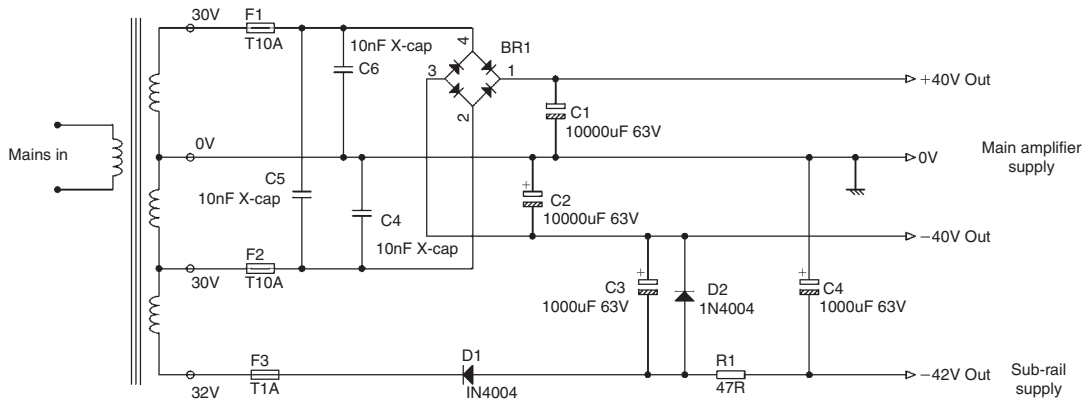 30V
F1
T10A
10nF X-cap
C6
4
BR1
3
1
2
+40V Out
C1
10000uF 63V
Mains in
0V
0V
Main amplifier
supply
C5
10nF X-cap
C4
10nF X-cap
+
C2
10000uF 63V
-40V Out
F2
30V
T10A
+
C3
1000uF 63V
D2
1N4004
+
C4
1000uF 63V
F3
32V
T1A
D1
IN4004
R1
47R
-42V Out
Sub-rail
supply